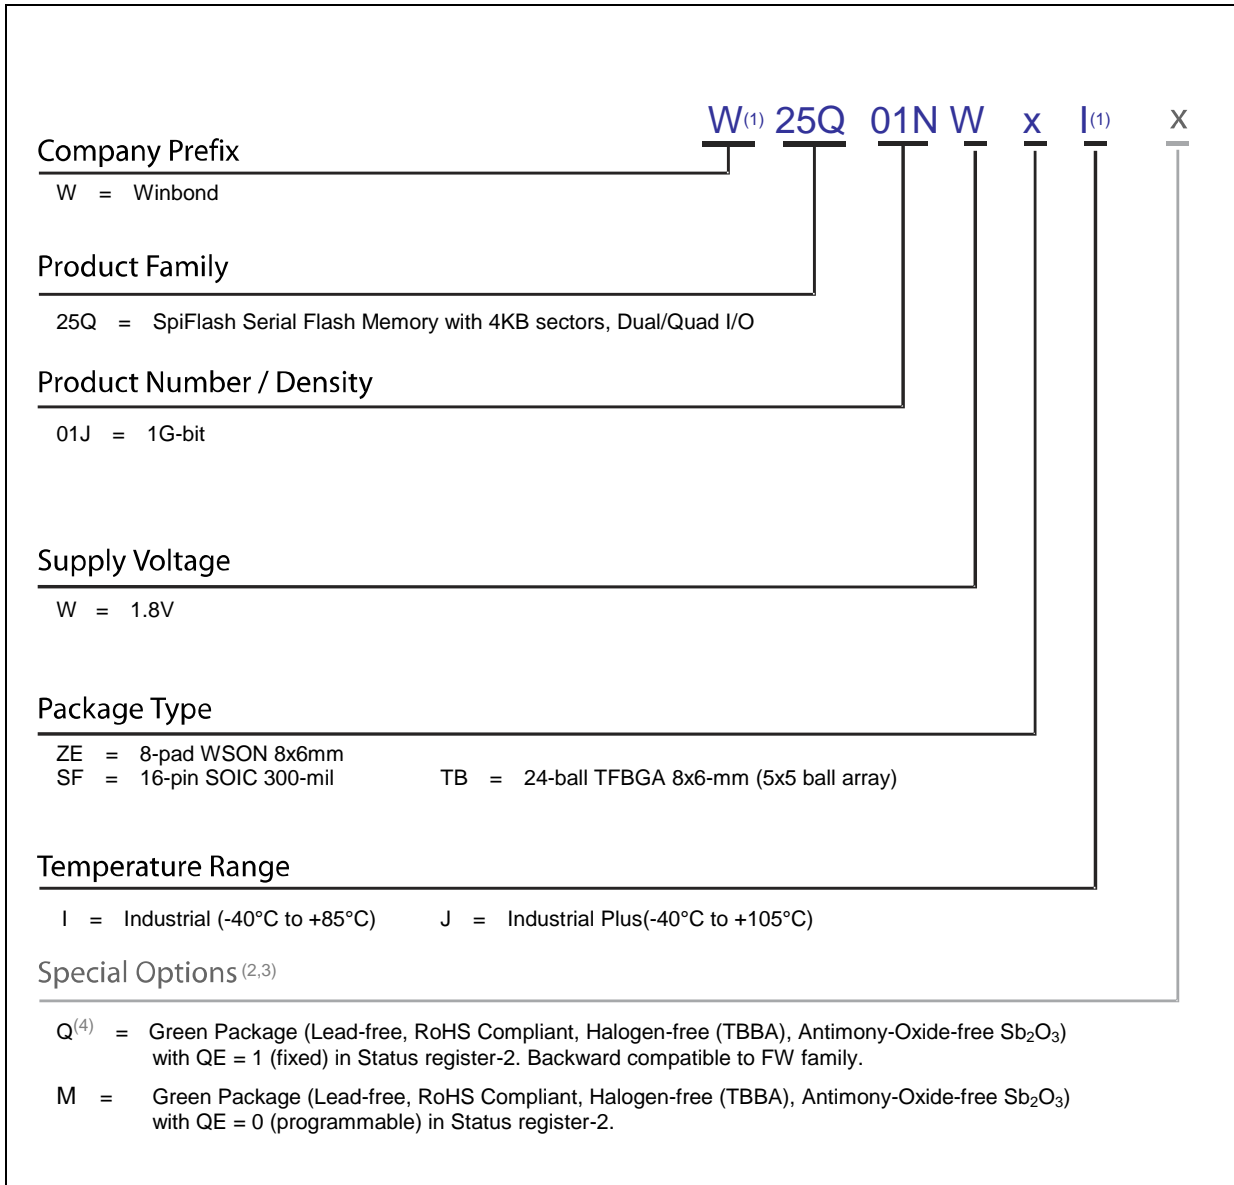 W(1) 25Q 01N W x I(1) x
Company Prefix
W = Winbond
Product Family
25Q = SpiFlash Serial Flash Memory with 4KB sectors, Dual/Quad I/O
Product Number / Density
01J = 1G-bit
Supply Voltage
W = 1.8V
Package Type
ZE = 8-pad WSON 8x6mm
SF = 16-pin SOIC 300-mil TB = 24-ball TFBGA 8x6-mm (5x5 ball array)
Temperature Range
I = Industrial (-40°C to +85°C) J = Industrial Plus(-40°C to +105°C)
Special Options (2,3)
Q(4) = Green Package (Lead-free, RoHS Compliant, Halogen-free (TBBA), Antimony-Oxide-free Sb₂O₃)
with QE = 1 (fixed) in Status register-2. Backward compatible to FW family.
M = Green Package (Lead-free, RoHS Compliant, Halogen-free (TBBA), Antimony-Oxide-free Sb₂O₃)
with QE = 0 (programmable) in Status register-2.